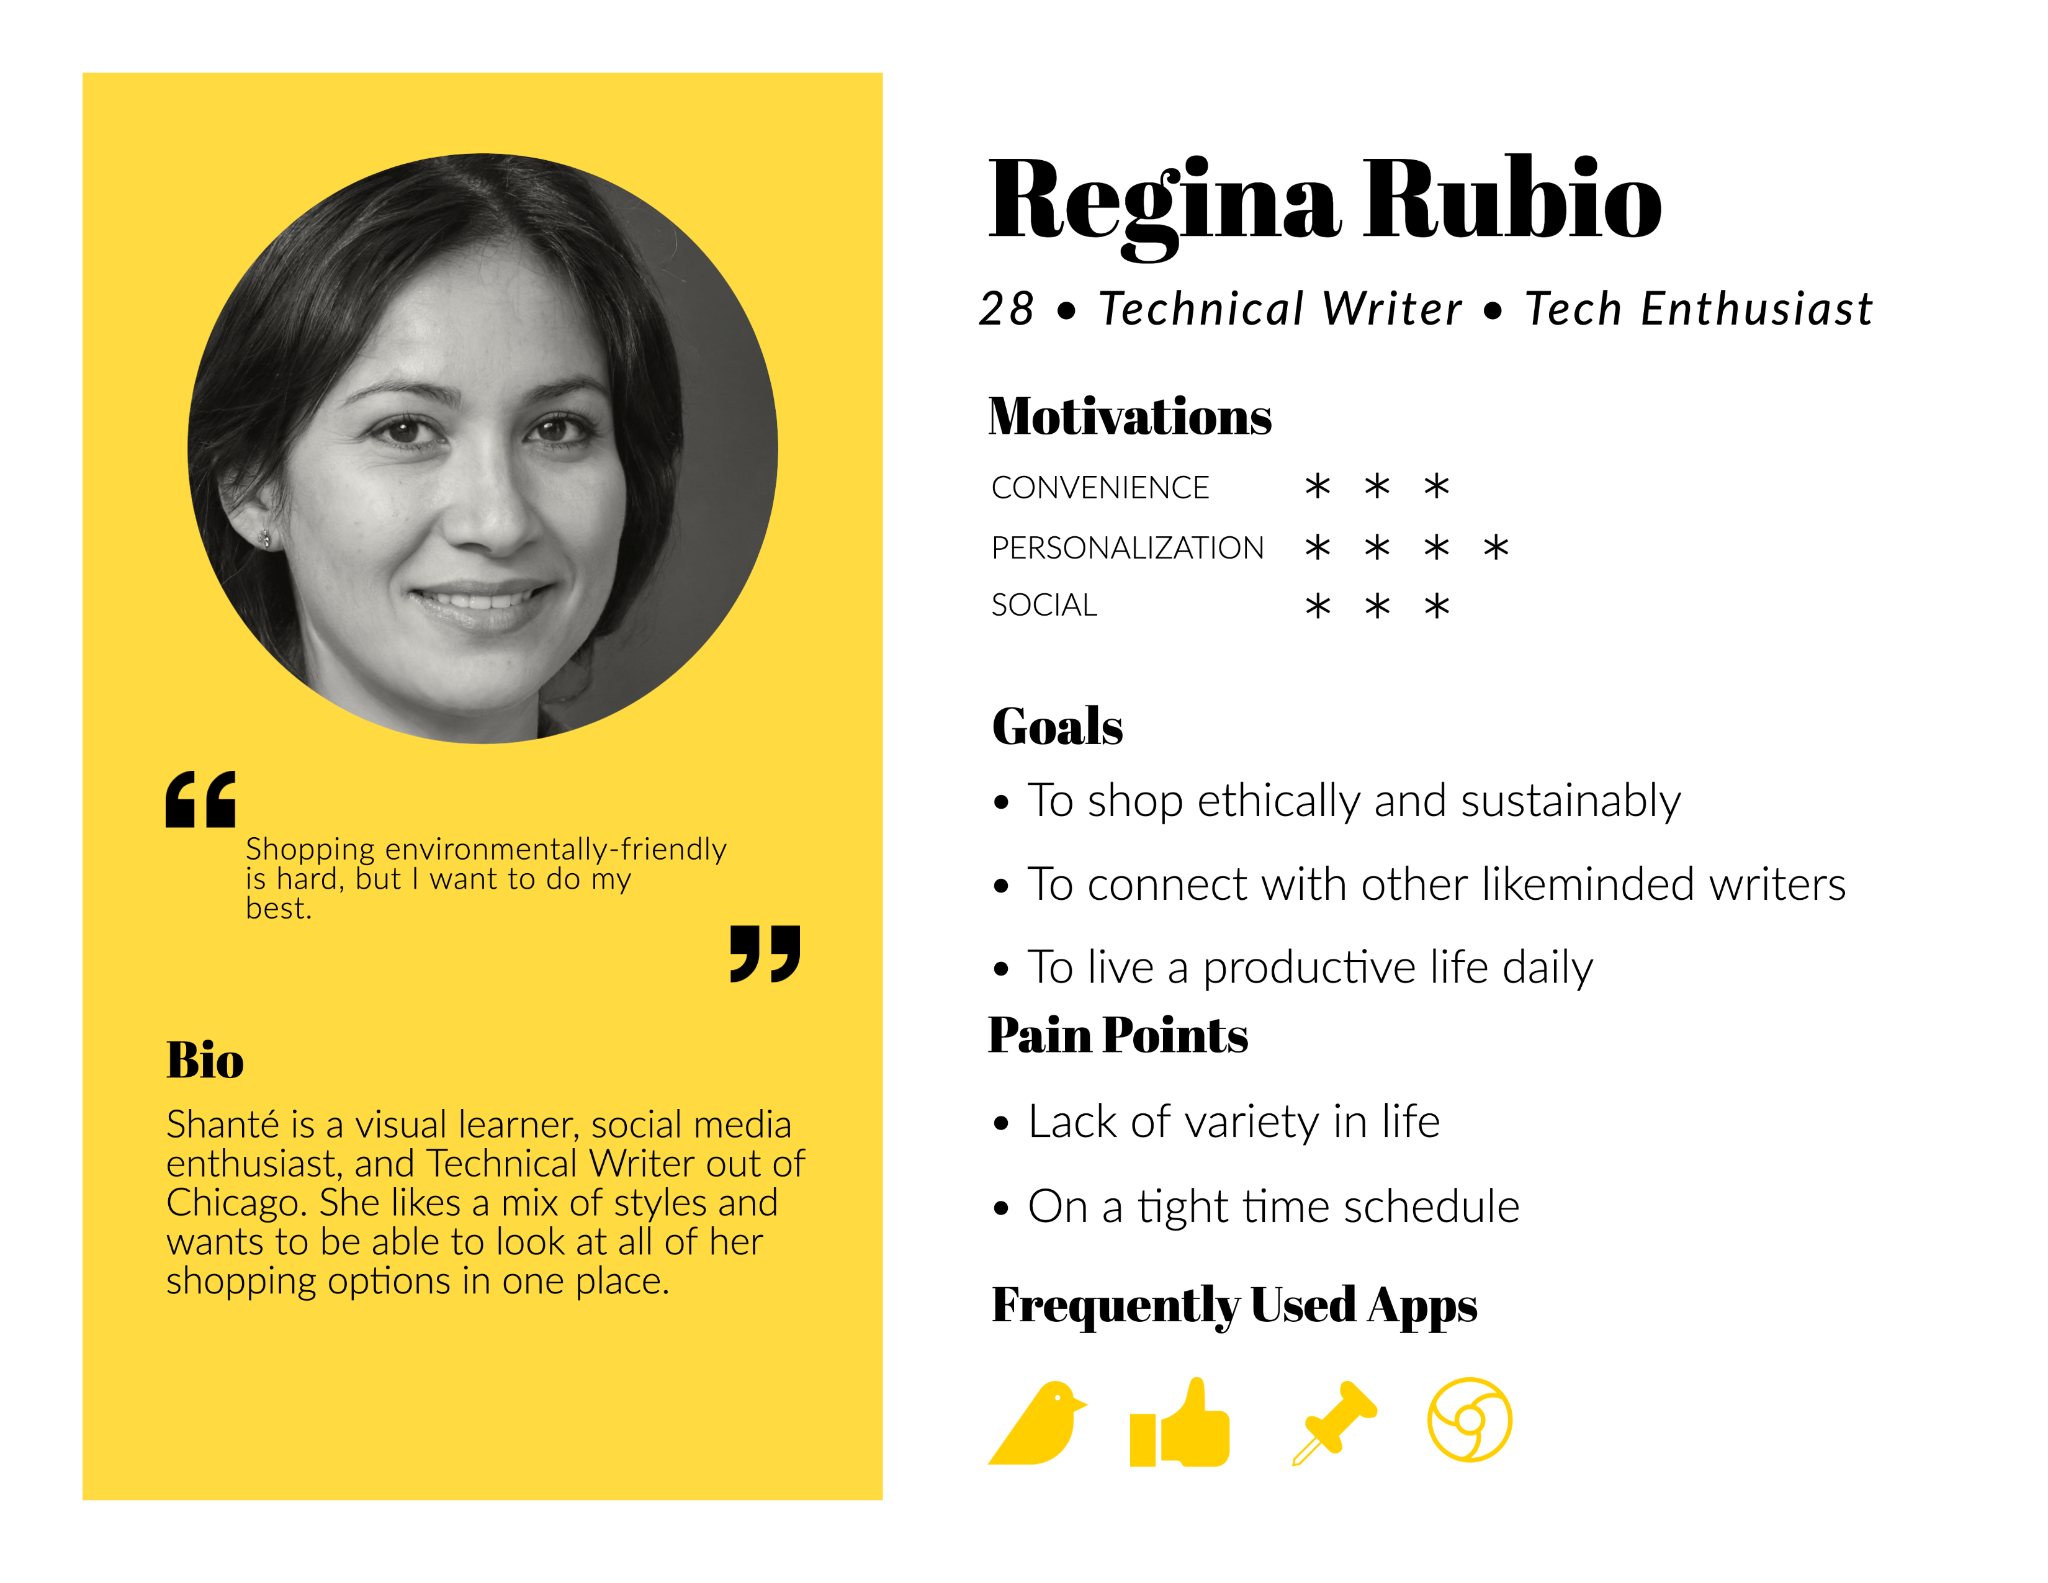 Regina Rubio
28 • Technical Writer • Tech Enthusiast
Motivations
CONVENIENCE * * *
PERSONALIZATION * * * *
SOCIAL * * *
Goals
• To shop ethically and sustainably
• To connect with other likeminded writers
• To live a productive life daily
Pain Points
• Lack of variety in life
• On a tight time schedule
Frequently Used Apps
“
Shopping environmentally-friendly
is hard, but I want to do my
best.
”
Bio
Shanté is a visual learner, social media
enthusiast, and Technical Writer out of
Chicago. She likes a mix of styles and
wants to be able to look at all of her
shopping options in one place.